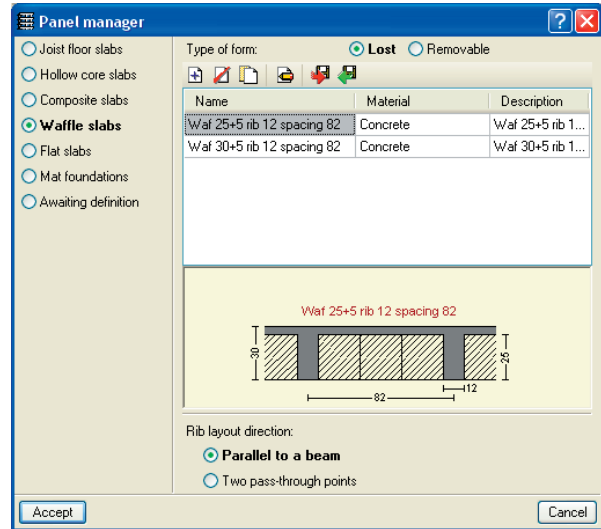 Panel manager
Joist floor slabs
Hollow core slabs
Composite slabs
Waffle slabs
Flat slabs
Mat foundations
Awaiting definition
Type of form: Lost Removable
Name Material Description
Waf 25+5 rib 12 spacing 82 Concrete Waf 25+5 rib 1...
Waf 30+5 rib 12 spacing 82 Concrete Waf 30+5 rib 1...
Waf 25+5 rib 12 spacing 82
30
25
12
82
Rib layout direction:
Parallel to a beam
Two pass-through points
Accept Cancel